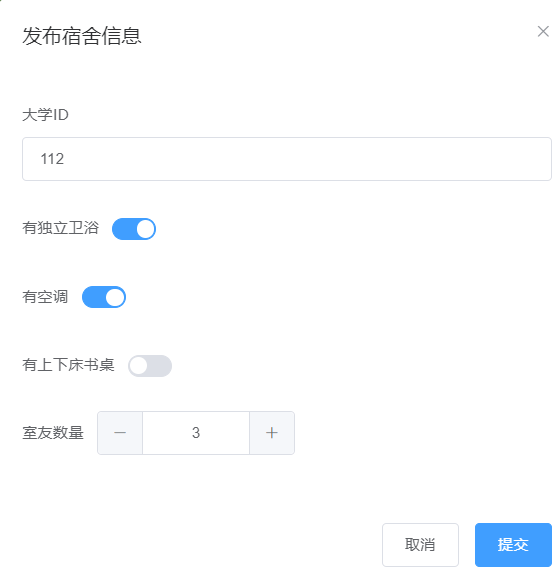 发布宿舍信息
大学ID
112
有独立卫浴
有空调
有上下床书桌
室友数量 3
取消 提交